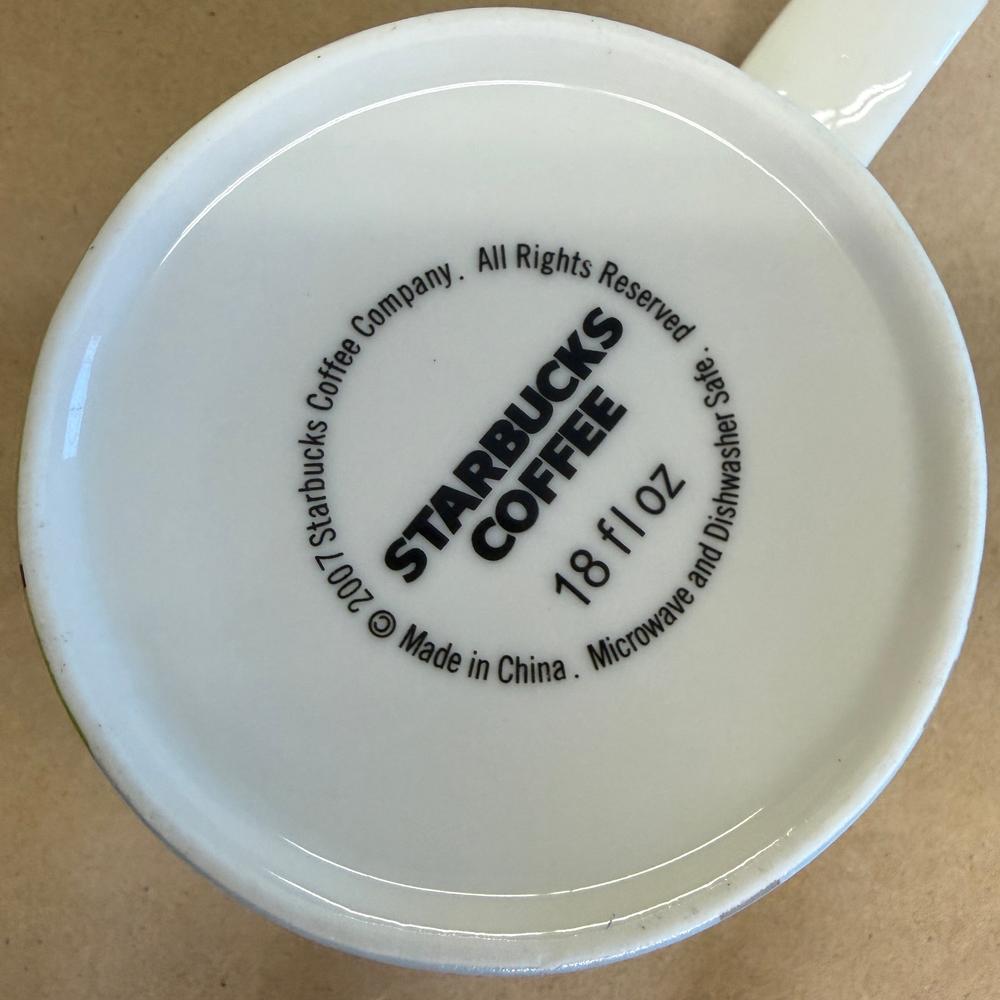 © 2007 Starbucks Coffee Company. All Rights Reserved
STARBUCKS
COFFEE
18 fl oz
Made in China. Microwave and Dishwasher Safe.